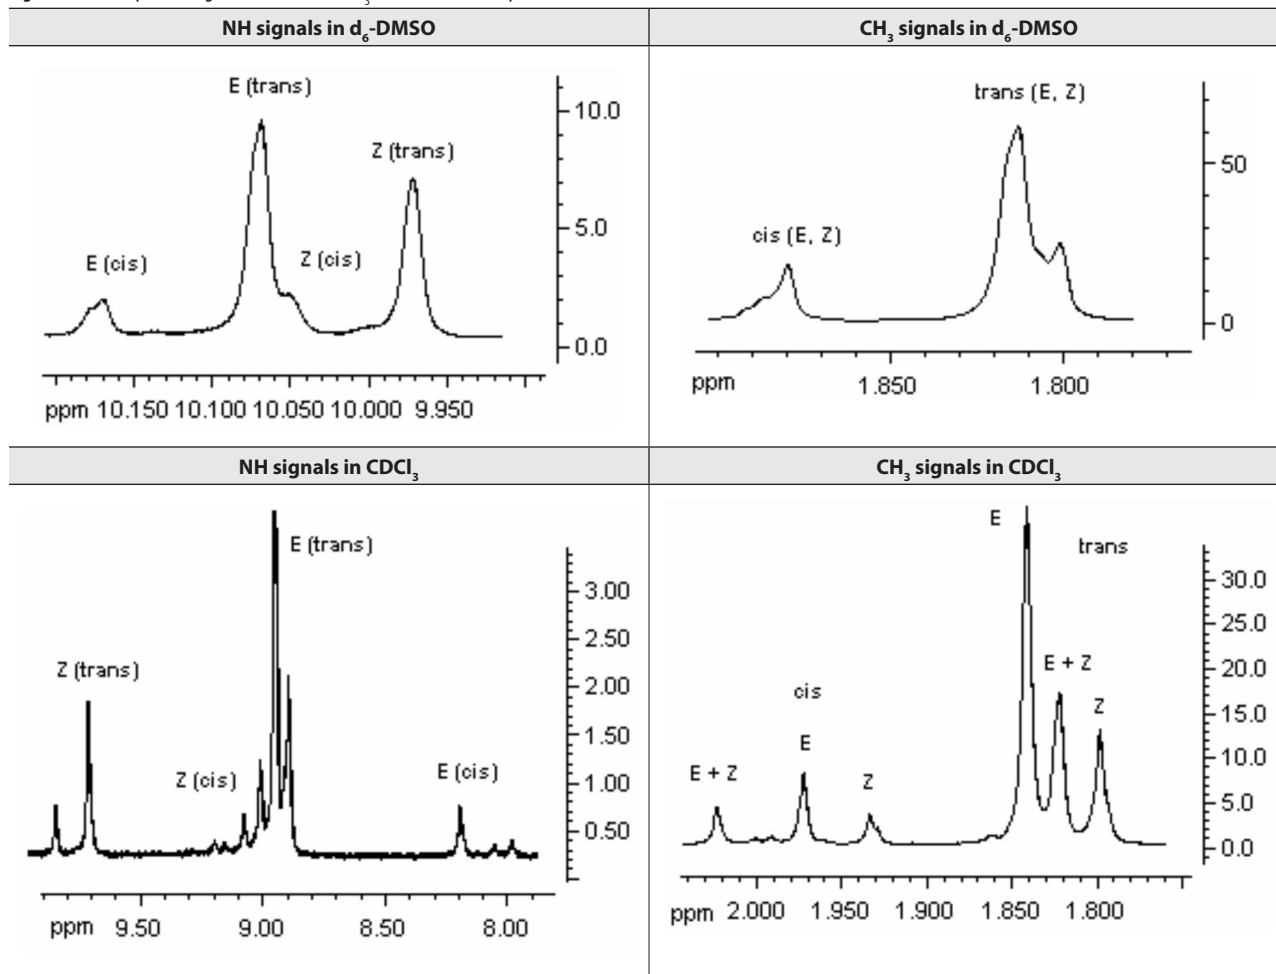 NH signals in d6-DMSO
CH3 signals in d6-DMSO
E (trans)
Z (trans)
E (cis)
Z (cis)
10.0
5.0
0.0
ppm 10.150 10.100 10.050 10.000 9.950
trans (E, Z)
cis (E, Z)
50
0
ppm 1.850 1.800
NH signals in CDCl3
CH3 signals in CDCl3
E (trans)
Z (trans)
Z (cis)
E (cis)
3.00
2.50
2.00
1.50
1.00
0.50
ppm 9.50 9.00 8.50 8.00
E
trans
E + Z
Z
cis
E
E + Z
Z
30.0
25.0
20.0
15.0
10.0
5.0
0.0
ppm 2.000 1.950 1.900 1.850 1.800